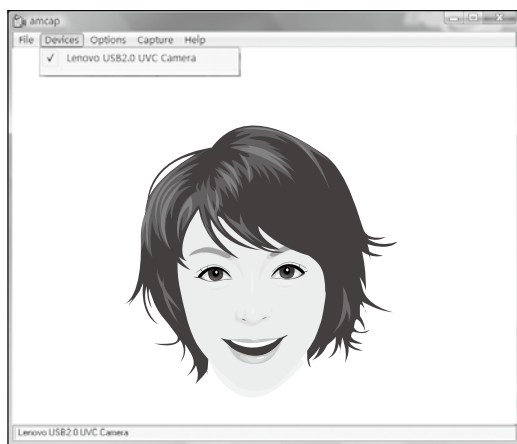 amcap
File Devices Options Capture Help
✓ Lenovo USB2.0 UVC Camera
Lenovo USB2.0 UVC Camera